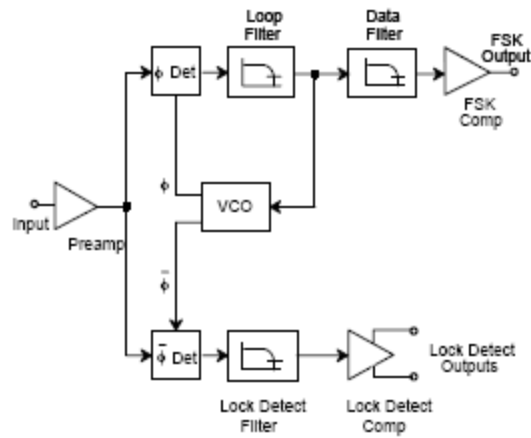 Loop
Filter
Data
Filter
FSK
Output
ϕ Det
FSK
Comp
ϕ
VCO
Input
Preamp
ϕ̅
ϕ̅ Det
Lock Detect
Outputs
Lock Detect
Filter
Lock Detect
Comp